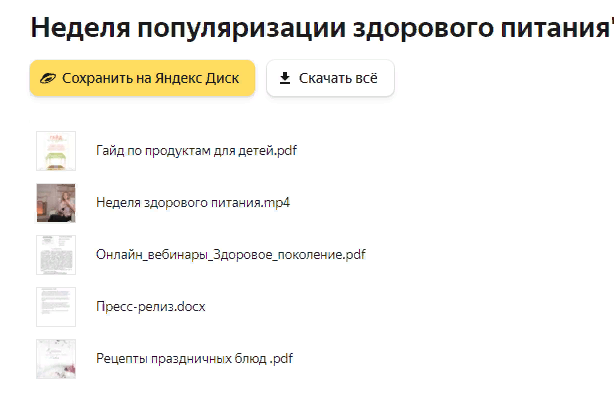 Неделя популяризации здорового питания"
Сохранить на Яндекс Диск
Скачать всё
Гайд по продуктам для детей.pdf
Неделя здорового питания.mp4
Онлайн_вебинары_Здоровое_поколение.pdf
Пресс-релиз.docx
Рецепты праздничных блюд .pdf